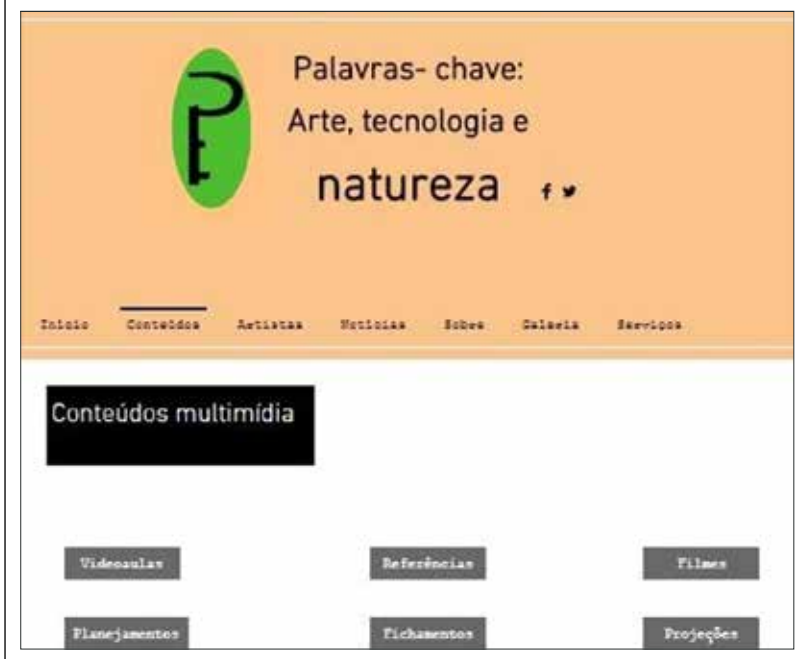 Palavras- chave:
Arte, tecnologia e
natureza
Início Conteúdos Artistas Notícias Sobre Galeria Serviços
Conteúdos multimídia
Videoaulas Referências Filmes
Planejamentos Fichamentos Projeções